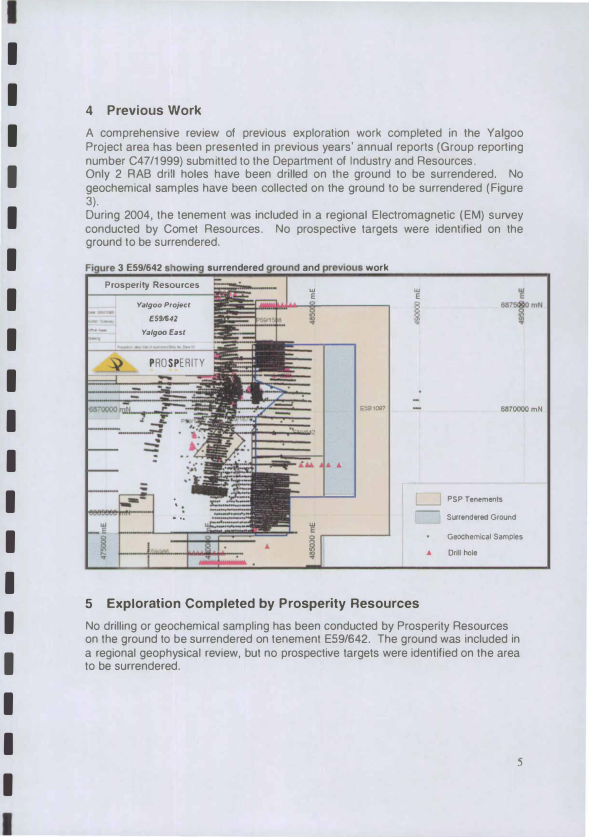 4 Previous Work
A comprehensive review of previous exploration work completed in the Yalgoo
Project area has been presented in previous years' annual reports (Group reporting
number C47/1999) submitted to the Department of Industry and Resources.
Only 2 RAB drill holes have been drilled on the ground to be surrendered. No
geochemical samples have been collected on the ground to be surrendered (Figure
3).
During 2004, the tenement was included in a regional Electromagnetic (EM) survey
conducted by Comet Resources. No prospective targets were identified on the
ground to be surrendered.
Figure 3 E59/642 showing surrendered ground and previous work
Prosperity Resources
Yalgoo Project
E59/642
Yalgoo East
PROSPERITY
485000 mE
490000 mE
495000 mE
6875000 mN
E59/1097
6870000 mN
6870000 mN
6865000 mN
475000 mE
480000 mE
485000 mE
PSP Tenements
Surrendered Ground
Geochemical Samples
Drill hole
5 Exploration Completed by Prosperity Resources
No drilling or geochemical sampling has been conducted by Prosperity Resources
on the ground to be surrendered on tenement E59/642. The ground was included in
a regional geophysical review, but no prospective targets were identified on the area
to be surrendered.
5